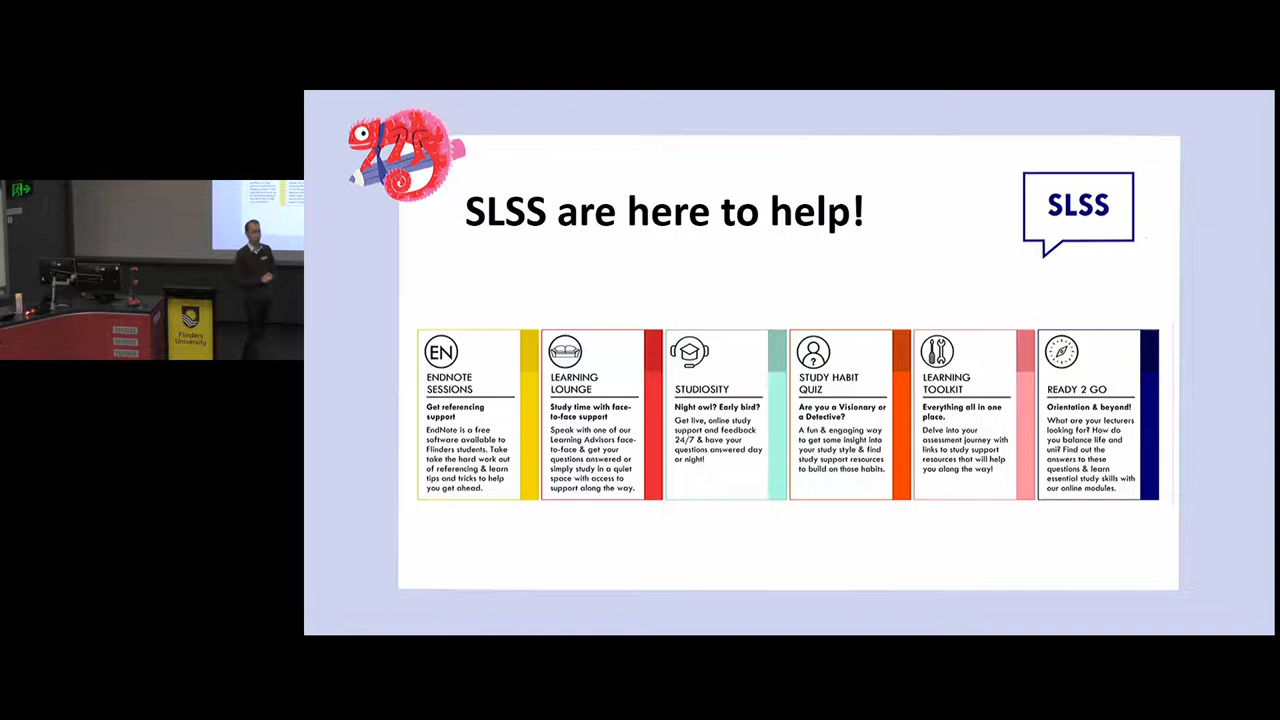 SLSS are here to help!
SLSS
EN
ENDNOTE
SESSIONS
Get referencing
support
EndNote is a free
software available to
Flinders students. Take
take the hard work out
of referencing & learn
tips and tricks to help
you get ahead.
LEARNING
LOUNGE
Study time with face-
to-face support
Speak with one of our
Learning Advisors face-
to-face & get your
questions answered or
simply study in a quiet
space with access to
support along the way.
STUDIOSITY
Night owl? Early bird?
Get live, online study
support and feedback
24/7 & have your
questions answered day
or night!
STUDY HABIT
QUIZ
Are you a Visionary or
a Detective?
A fun & engaging way
to get some insight into
your study style & find
study support resources
to build on those habits.
LEARNING
TOOLKIT
Everything all in one
place.
Delve into your
assessment journey with
links to study support
resources that will help
you along the way!
READY 2 GO
Orientation & beyond!
What are your lecturers
looking for? How do
you balance life and
uni? Find out the
answers to these
questions & learn
essential study skills with
our online modules.
Flinders
University